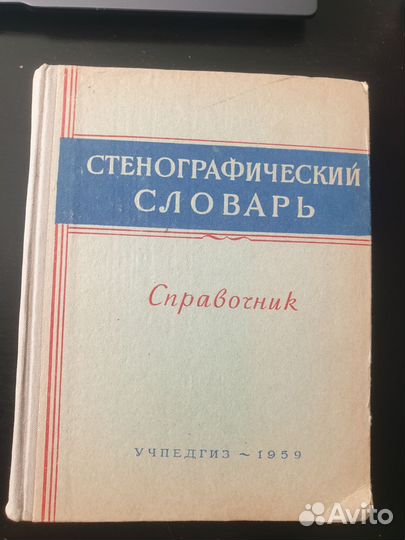 СТЕНОГРАФИЧЕСКИЙ
СЛОВАРЬ
Справочник
УЧПЕДГИЗ ~ 1959
Avito